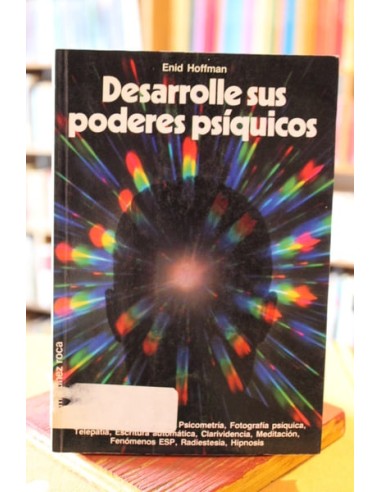 Enid Hoffman
Desarrolle sus
poderes psíquicos
roca
Psicometría, Fotografía psíquica,
Telepatía, Escritura automática, Clarividencia, Meditación,
Fenómenos ESP, Radiestesia, Hipnosis